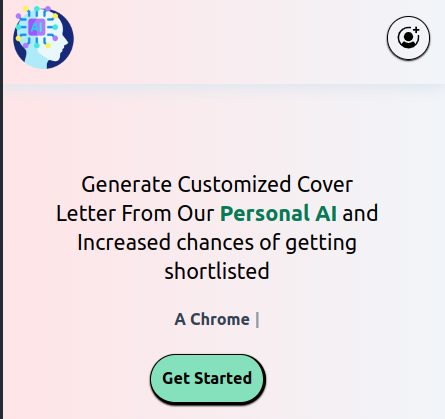 AI
Generate Customized Cover
Letter From Our Personal AI and
Increased chances of getting
shortlisted
A Chrome |
Get Started